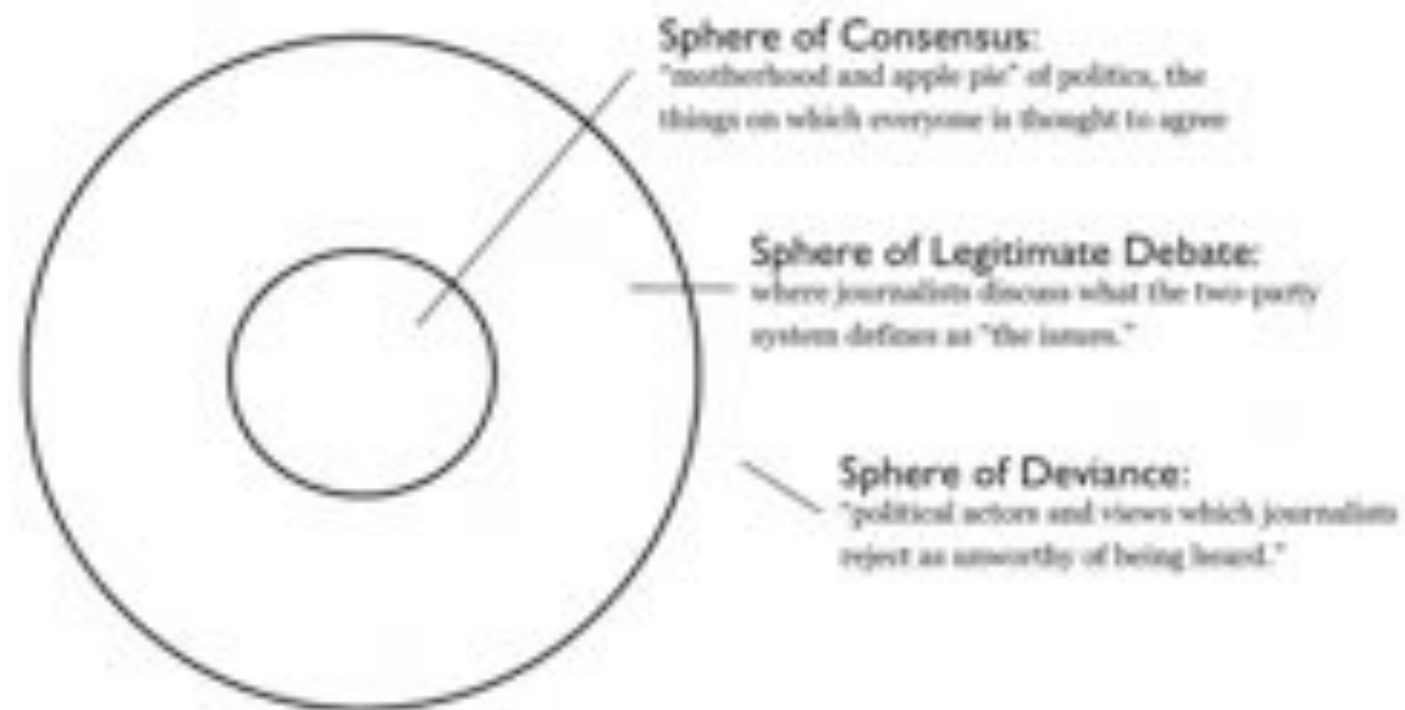 Sphere of Consensus:
"motherhood and apple pie" of politics, the
things on which everyone is thought to agree
Sphere of Legitimate Debate:
where journalists discuss what the two-party
system defines as "the issues."
Sphere of Deviance:
"political actors and views which journalists
reject as unworthy of being heard."